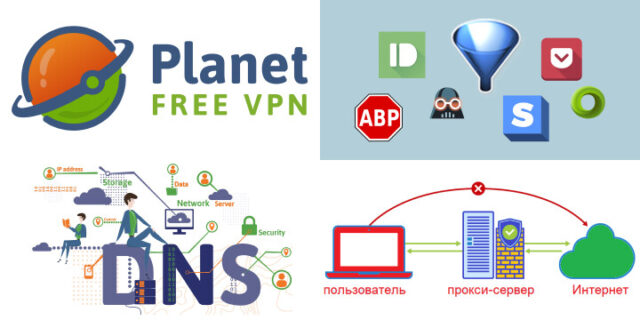 Planet
FREE VPN
ABP
S
IP address
Storage
Data
Network
Server
Security
DNS
пользователь
прокси-сервер
Интернет